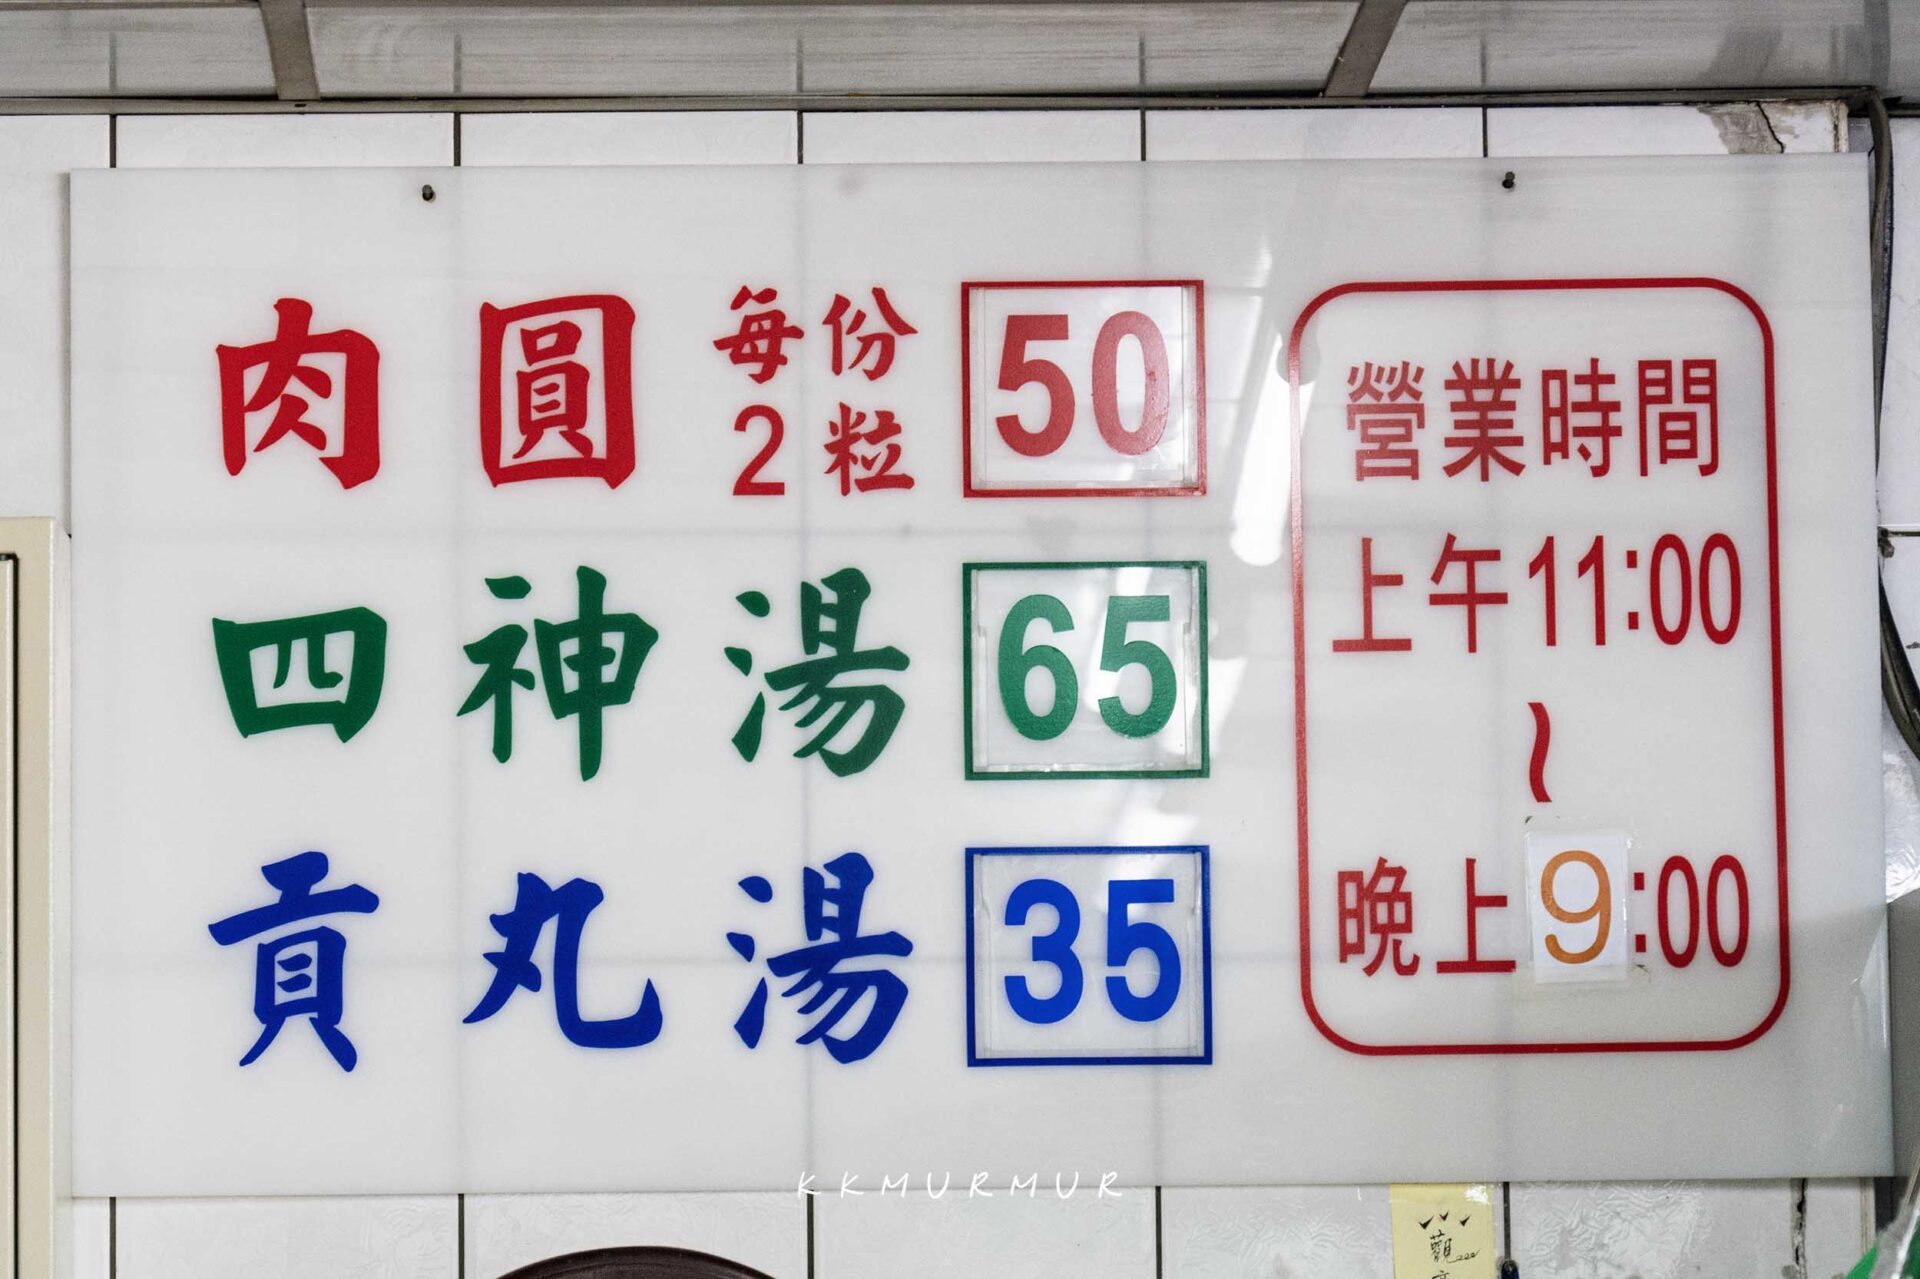 肉圓 每份2粒 50
四神湯 65
貢丸湯 35
營業時間
上午11:00
~
晚上9:00
KKMURMUR